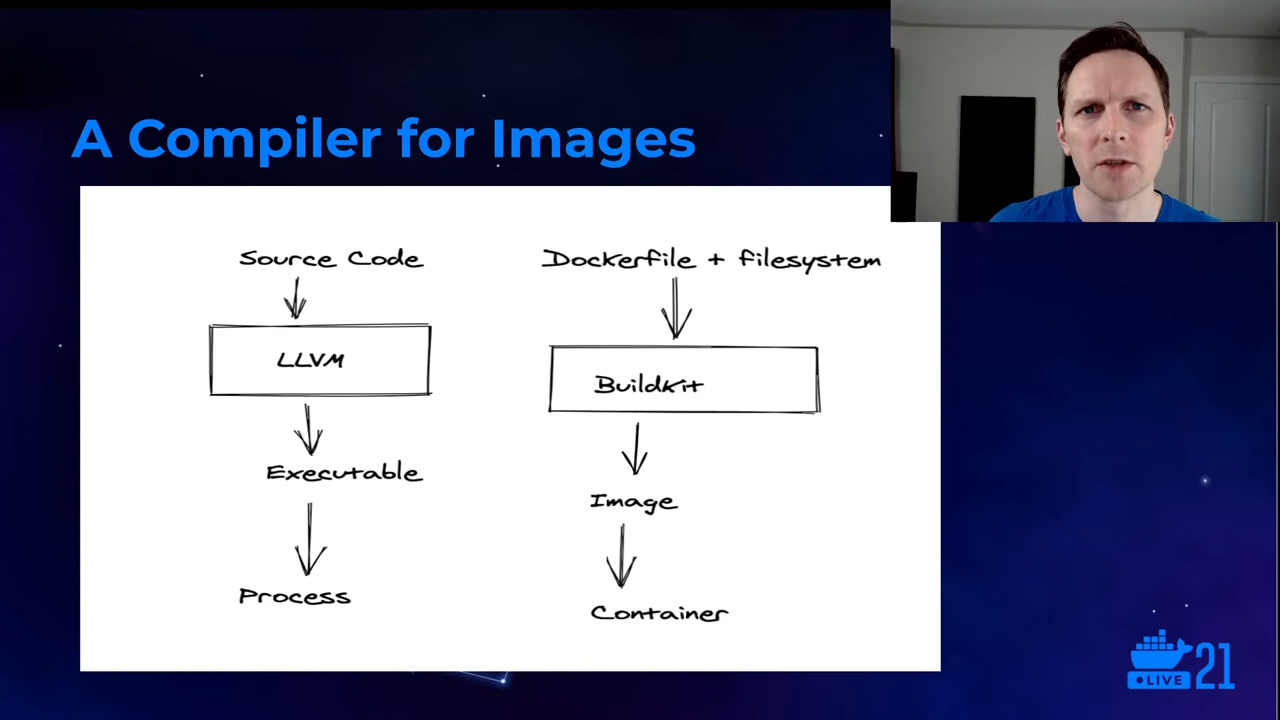 A Compiler for Images
Source Code
LLVM
Executable
Process
Dockerfile + filesystem
Buildkit
Image
Container
LIVE 21